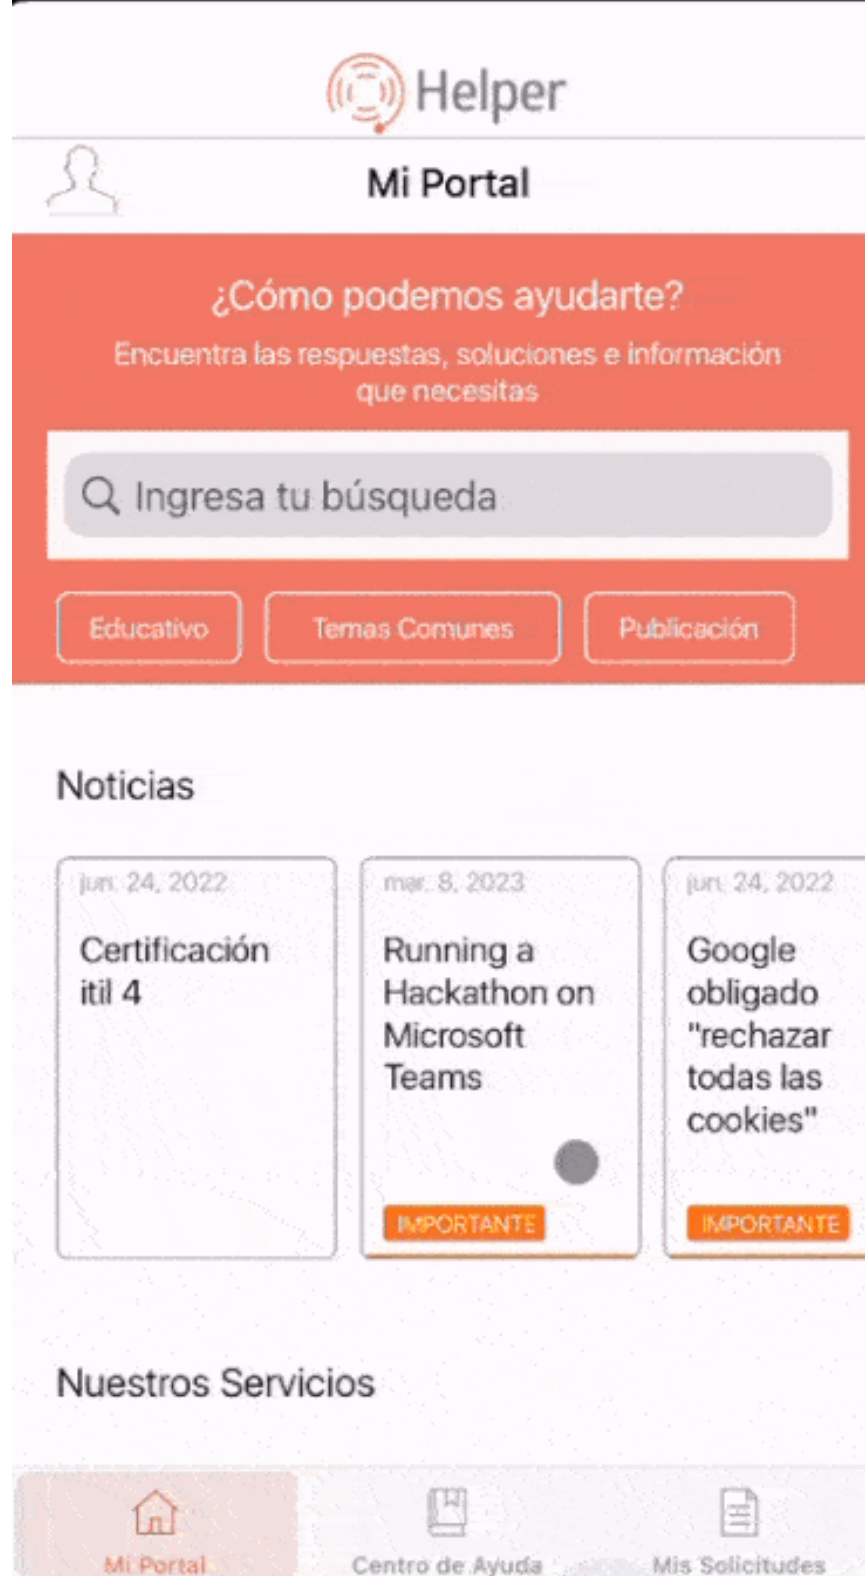 Helper
Mi Portal
¿Cómo podemos ayudarte?
Encuentra las respuestas, soluciones e información
que necesitas
Ingresa tu búsqueda
Educativo
Temas Comunes
Publicación
Noticias
jun. 24, 2022
Certificación
itil 4
mar. 8, 2023
Running a
Hackathon on
Microsoft
Teams
IMPORTANTE
jun. 24, 2022
Google
obligado
"rechazar
todas las
cookies"
IMPORTANTE
Nuestros Servicios
Mi Portal
Centro de Ayuda
Mis Solicitudes